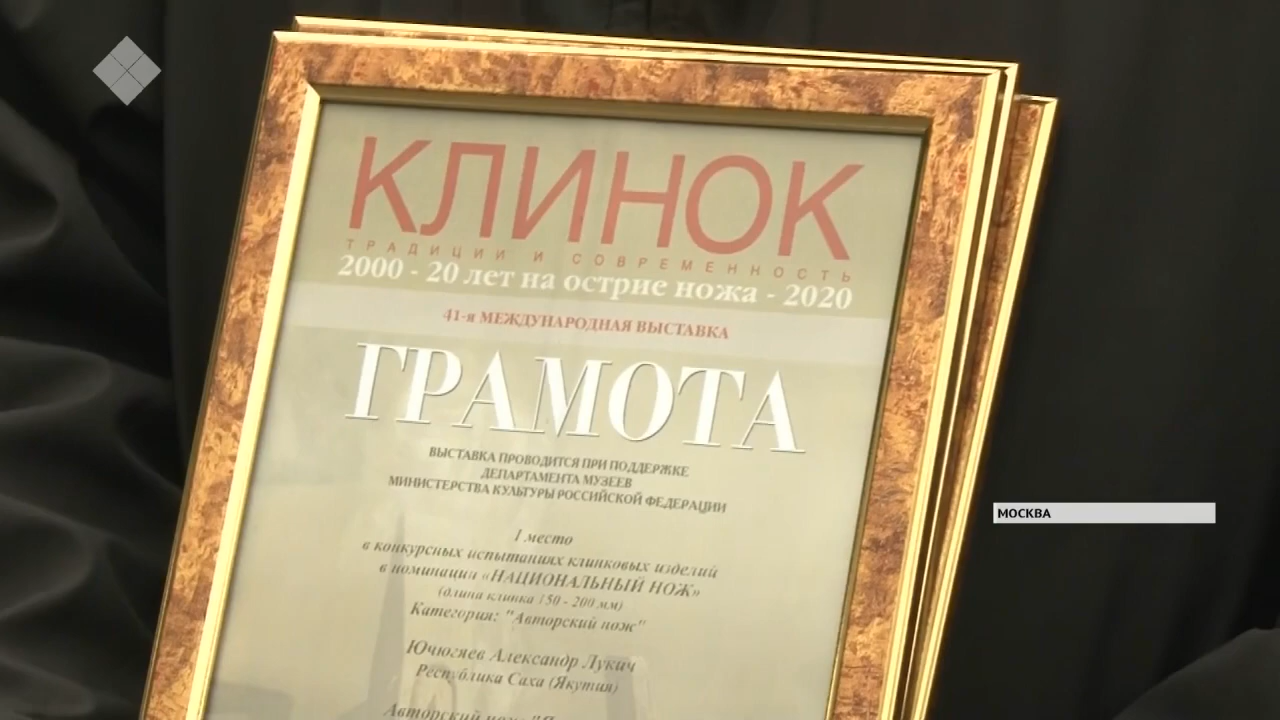 КЛИНОК
ТРАДИЦИИ И СОВРЕМЕННОСТЬ
2000 - 20 лет на острие ножа - 2020
41-я МЕЖДУНАРОДНАЯ ВЫСТАВКА
ГРАМОТА
ВЫСТАВКА ПРОВОДИТСЯ ПРИ ПОДДЕРЖКЕ
ДЕПАРТАМЕНТА МУЗЕЕВ
МИНИСТЕРСТВА КУЛЬТУРЫ РОССИЙСКОЙ ФЕДЕРАЦИИ
МОСКВА
I место
в конкурсных испытаниях клинковых изделий
в номинации «НАЦИОНАЛЬНЫЙ НОЖ»
(длина клинка 150 - 200 мм)
Категория: "Авторский нож"
Ючюгяев Александр Лукич
Республика Саха (Якутия)
Авторский нож